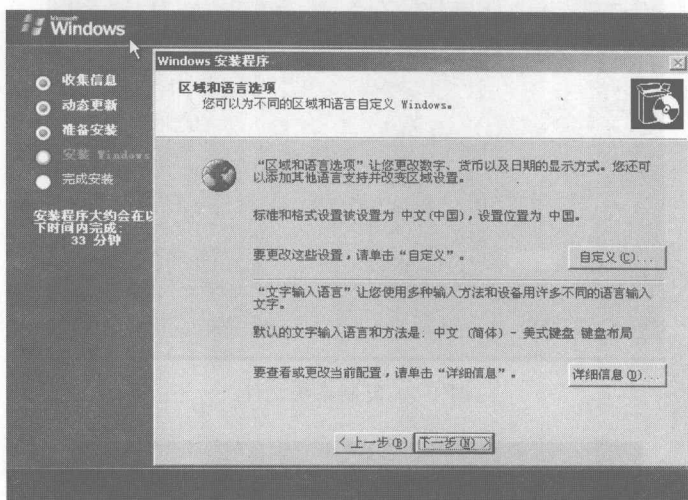 Microsoft
Windows
收集信息
动态更新
准备安装
安装 Windows
完成安装
安装程序大约会在以
下时间内完成:
33 分钟
Windows 安装程序
区域和语言选项
您可以为不同的区域和语言自定义 Windows。
“区域和语言选项”让您更改数字、货币以及日期的显示方式。您还可
以添加其他语言支持并改变区域设置。
标准和格式设置被设置为 中文(中国)，设置位置为 中国。
要更改这些设置，请单击“自定义”。
自定义(C)...
“文字输入语言”让您使用多种输入方法和设备用许多不同的语言输入
文字。
默认的文字输入语言和方法是: 中文 (简体) - 美式键盘 键盘布局
要查看或更改当前配置，请单击“详细信息”。
详细信息(D)...
< 上一步(B)
下一步(N) >